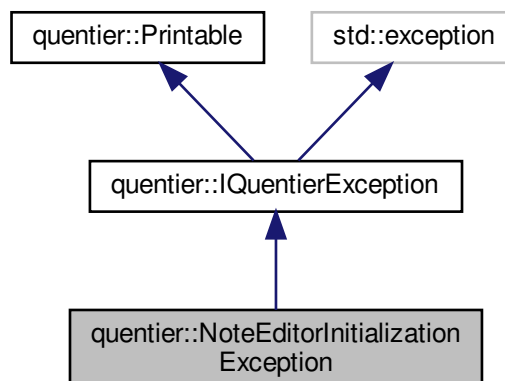 quentier::Printable
std::exception
quentier::IQuentierException
quentier::NoteEditorInitialization
Exception